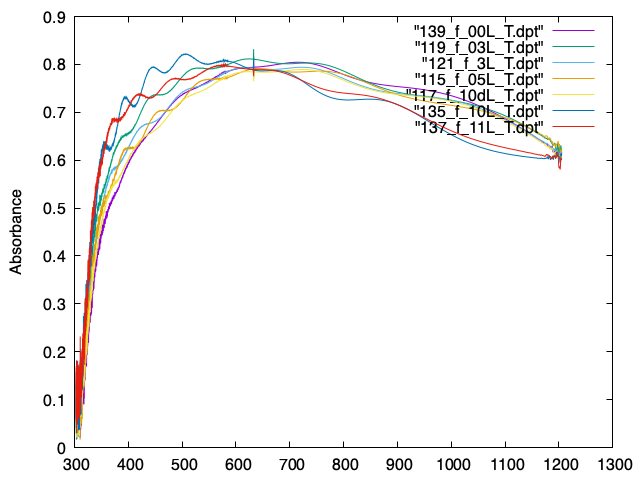 0.9
0.8
0.7
0.6
0.5
0.4
0.3
0.2
0.1
0
Absorbance
300 400 500 600 700 800 900 1000 1100 1200 1300
"139_f_00L_T.dpt"
"119_f_03L_T.dpt"
"121_f_3L_T.dpt"
"115_f_05L_T.dpt"
"117_f_10dL_T.dpt"
"135_f_10L_T.dpt"
"137_f_11L_T.dpt"